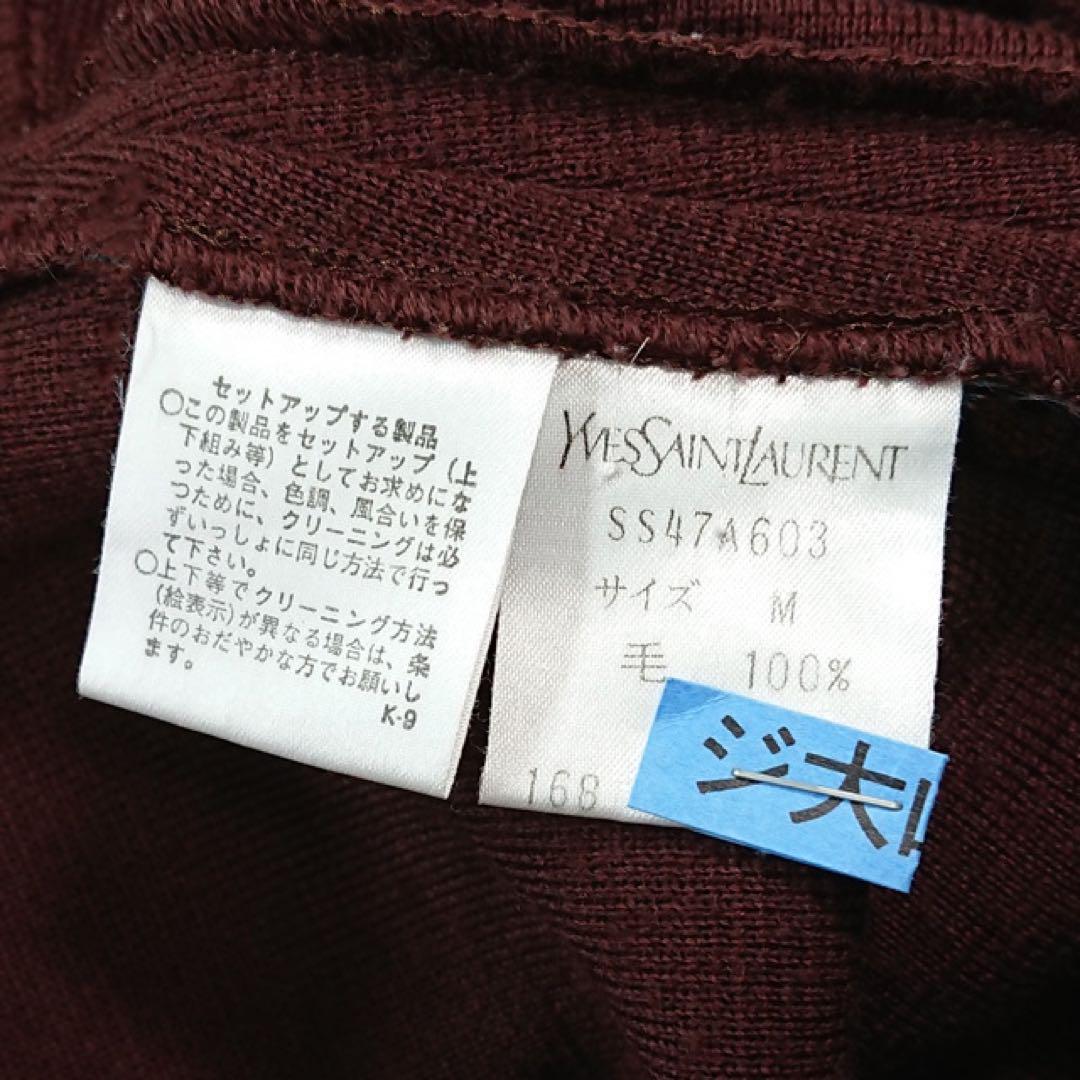 セットアップする製品
○この製品をセットアップ(上
下組み等)としてお求めにな
った場合、色調、風合いを保
つために、クリーニングは必
ずいっしょに同じ方法で行っ
て下さい。
○上下等でクリーニング方法
(絵表示)が異なる場合は、条
件のおだやかな方でお願いし
ます。
K-9
YVESSAINTLAURENT
SS47A603
サイズ M
毛 100%
168
ジ大